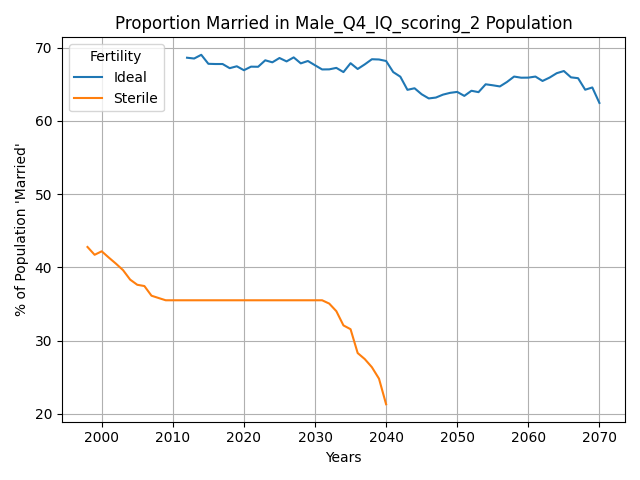 Proportion Married in Male_Q4_IQ_scoring_2 Population
Fertility
Ideal
Sterile
% of Population 'Married'
70
60
50
40
30
20
2000 2010 2020 2030 2040 2050 2060 2070
Years